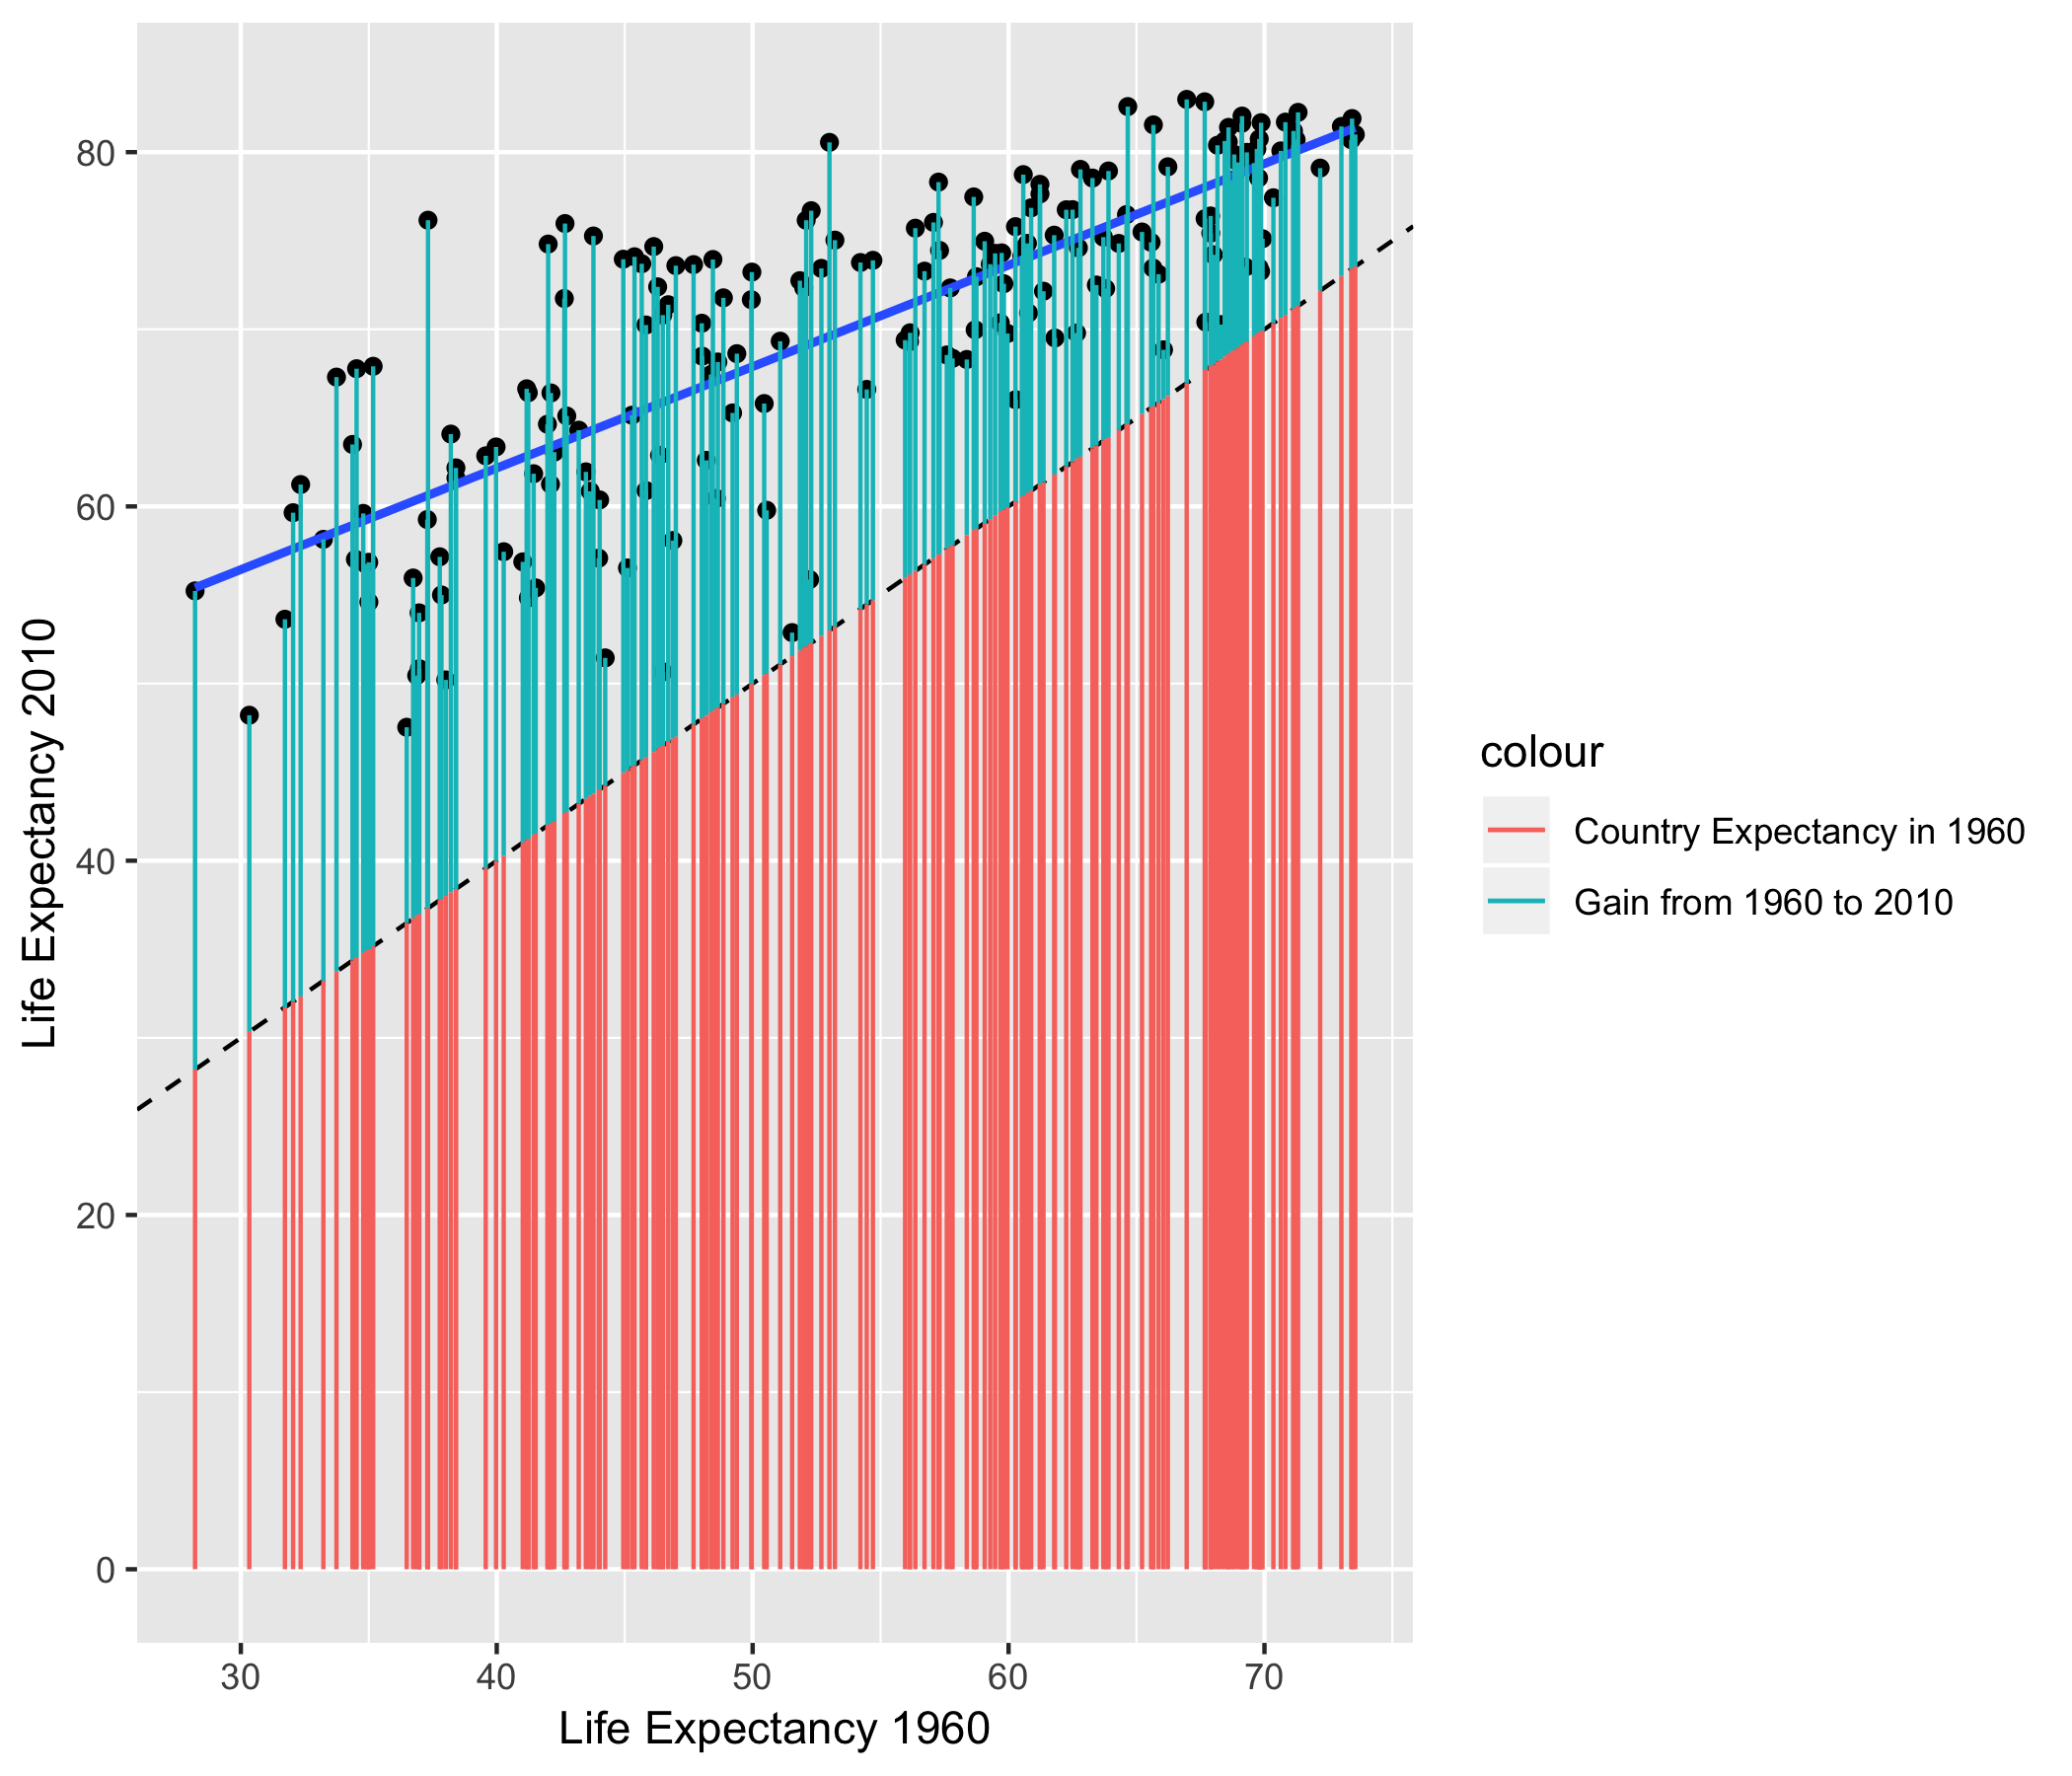 80
60
40
20
0
30 40 50 60 70
Life Expectancy 1960
Life Expectancy 2010
colour
Country Expectancy in 1960
Gain from 1960 to 2010